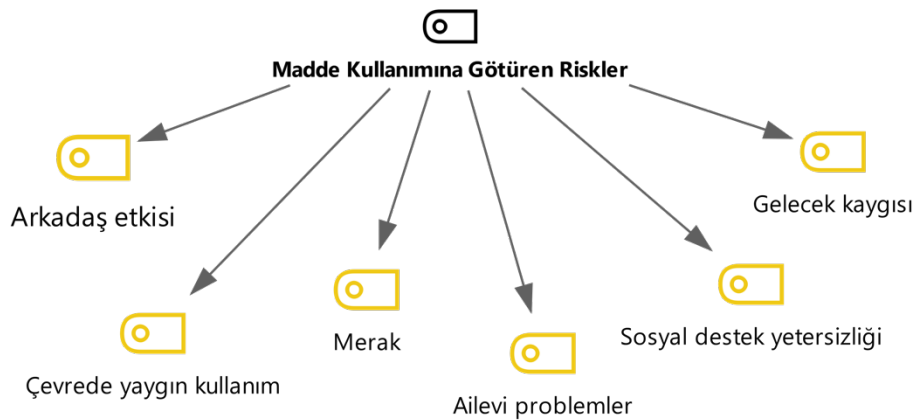 Madde Kullanımına Götüren Riskler
Arkadaş etkisi
Gelecek kaygısı
Çevrede yaygın kullanım
Merak
Sosyal destek yetersizliği
Ailevi problemler